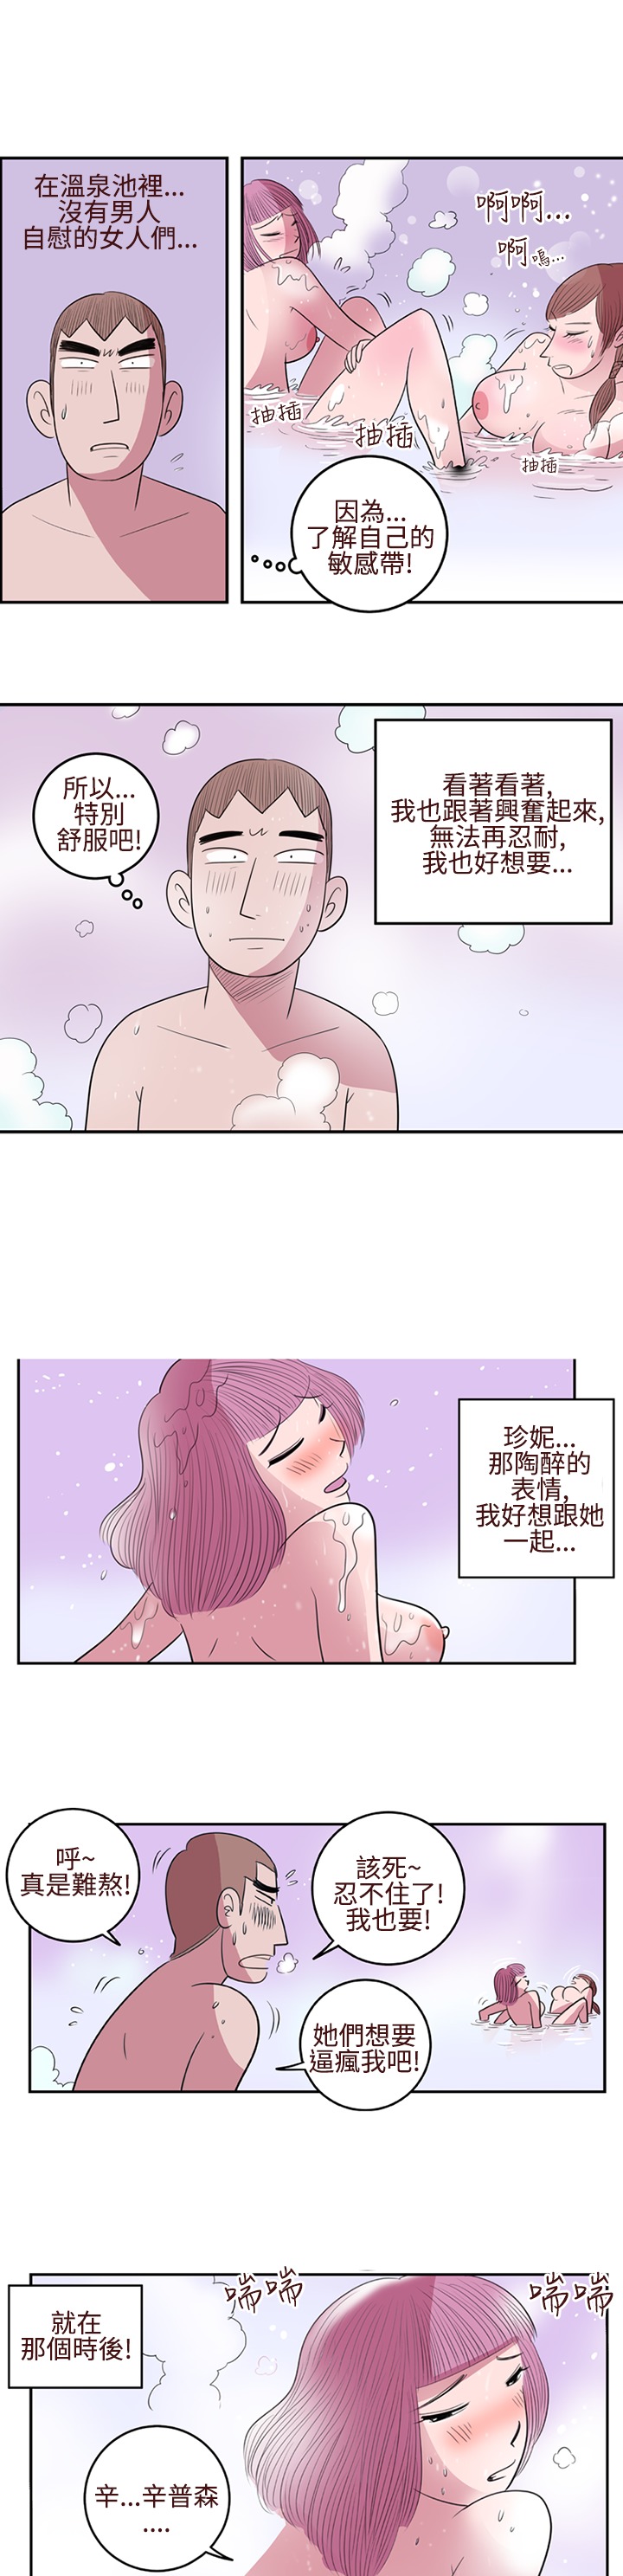 在溫泉池裡...
沒有男人
自慰的女人們...
啊啊...
啊嗚...
抽插
抽插
抽插
因為...
了解自己的
敏感帶!
所以...
特別
舒服吧!
看著看著,
我也跟著興奮起來,
無法再忍耐,
我也好想要...
珍妮...
那陶醉的
表情,
我好想跟她
一起...
呼~
真是難熬!
該死~
忍不住了!
我也要!
她們想要
逼瘋我吧!
就在
那個時後!
喘喘
喘喘
辛...辛普森
....